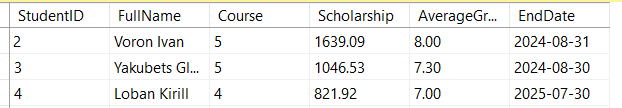 StudentID FullName Course Scholarship AverageGr... EndDate
2 Voron Ivan 5 1639.09 8.00 2024-08-31
3 Yakubets Gl... 5 1046.53 7.30 2024-08-30
4 Loban Kirill 4 821.92 7.00 2025-07-30